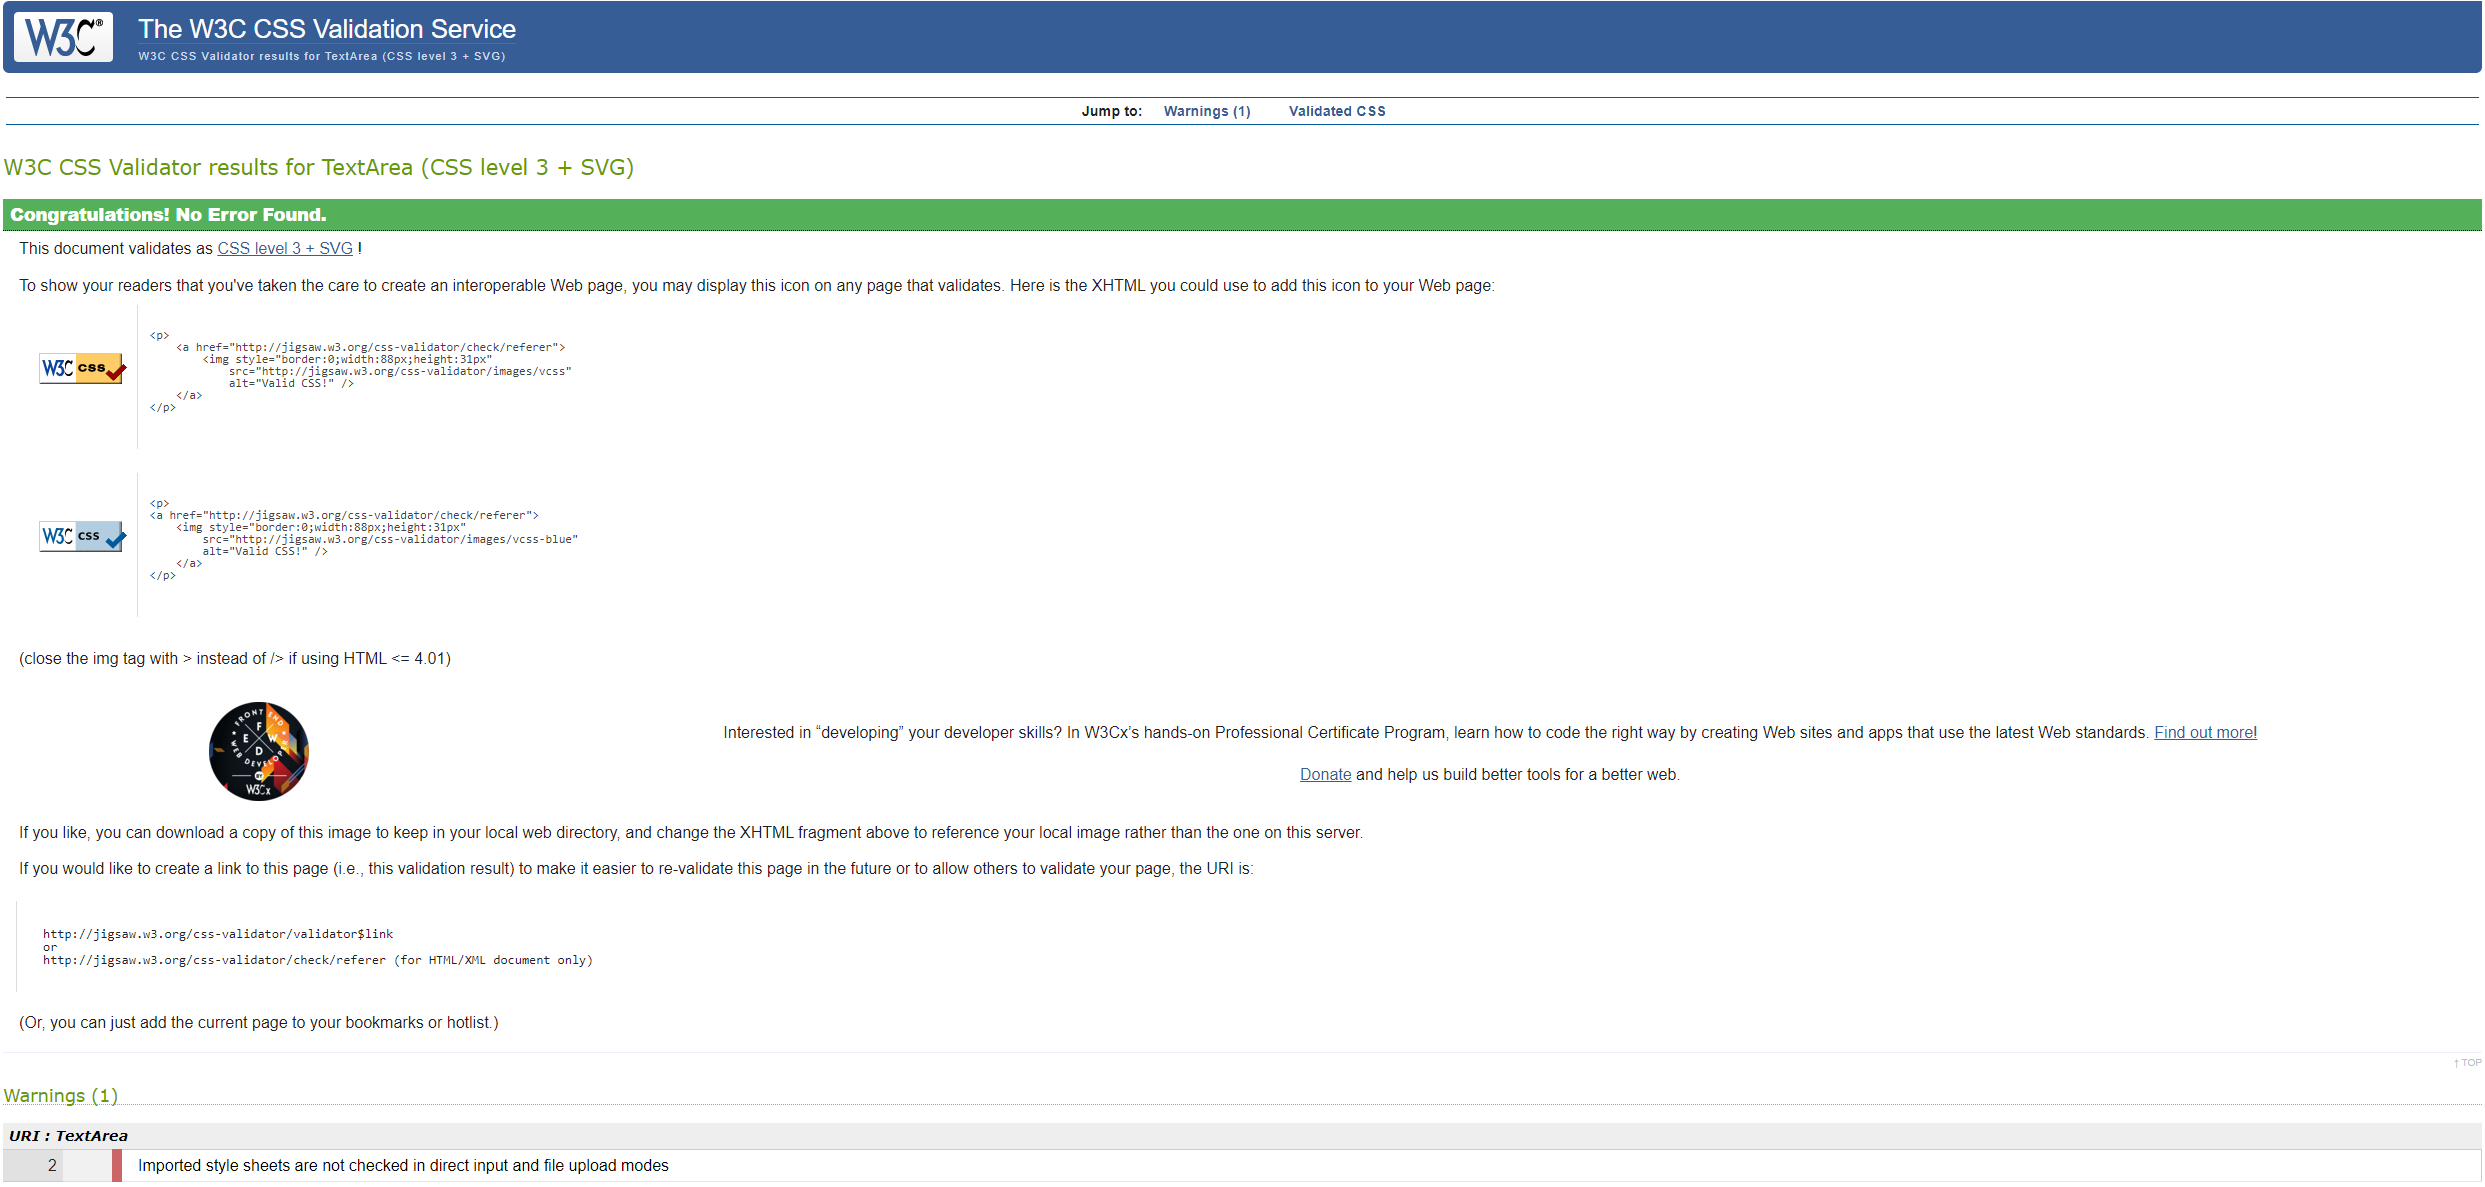 W3C®
The W3C CSS Validation Service
W3C CSS Validator results for TextArea (CSS level 3 + SVG)
Jump to: Warnings (1) Validated CSS
W3C CSS Validator results for TextArea (CSS level 3 + SVG)
Congratulations! No Error Found.
This document validates as CSS level 3 + SVG !
To show your readers that you've taken the care to create an interoperable Web page, you may display this icon on any page that validates. Here is the XHTML you could use to add this icon to your Web page:
W3C css
<p>
<a href="http://jigsaw.w3.org/css-validator/check/referer">
<img style="border:0;width:88px;height:31px"
src="http://jigsaw.w3.org/css-validator/images/vcss"
alt="Valid CSS!" />
</a>
</p>
W3C css
<p>
<a href="http://jigsaw.w3.org/css-validator/check/referer">
<img style="border:0;width:88px;height:31px"
src="http://jigsaw.w3.org/css-validator/images/vcss-blue"
alt="Valid CSS!" />
</a>
</p>
(close the img tag with > instead of /> if using HTML <= 4.01)
FRONT END
F
E W
D
WEB DEVELOPER
BY
W3Cx
Interested in “developing” your developer skills? In W3Cx’s hands-on Professional Certificate Program, learn how to code the right way by creating Web sites and apps that use the latest Web standards. Find out more!
Donate and help us build better tools for a better web.
If you like, you can download a copy of this image to keep in your local web directory, and change the XHTML fragment above to reference your local image rather than the one on this server.
If you would like to create a link to this page (i.e., this validation result) to make it easier to re-validate this page in the future or to allow others to validate your page, the URI is:
http://jigsaw.w3.org/css-validator/validator$link
or
http://jigsaw.w3.org/css-validator/check/referer (for HTML/XML document only)
(Or, you can just add the current page to your bookmarks or hotlist.)
↑ TOP
Warnings (1)
URI : TextArea
2 Imported style sheets are not checked in direct input and file upload modes